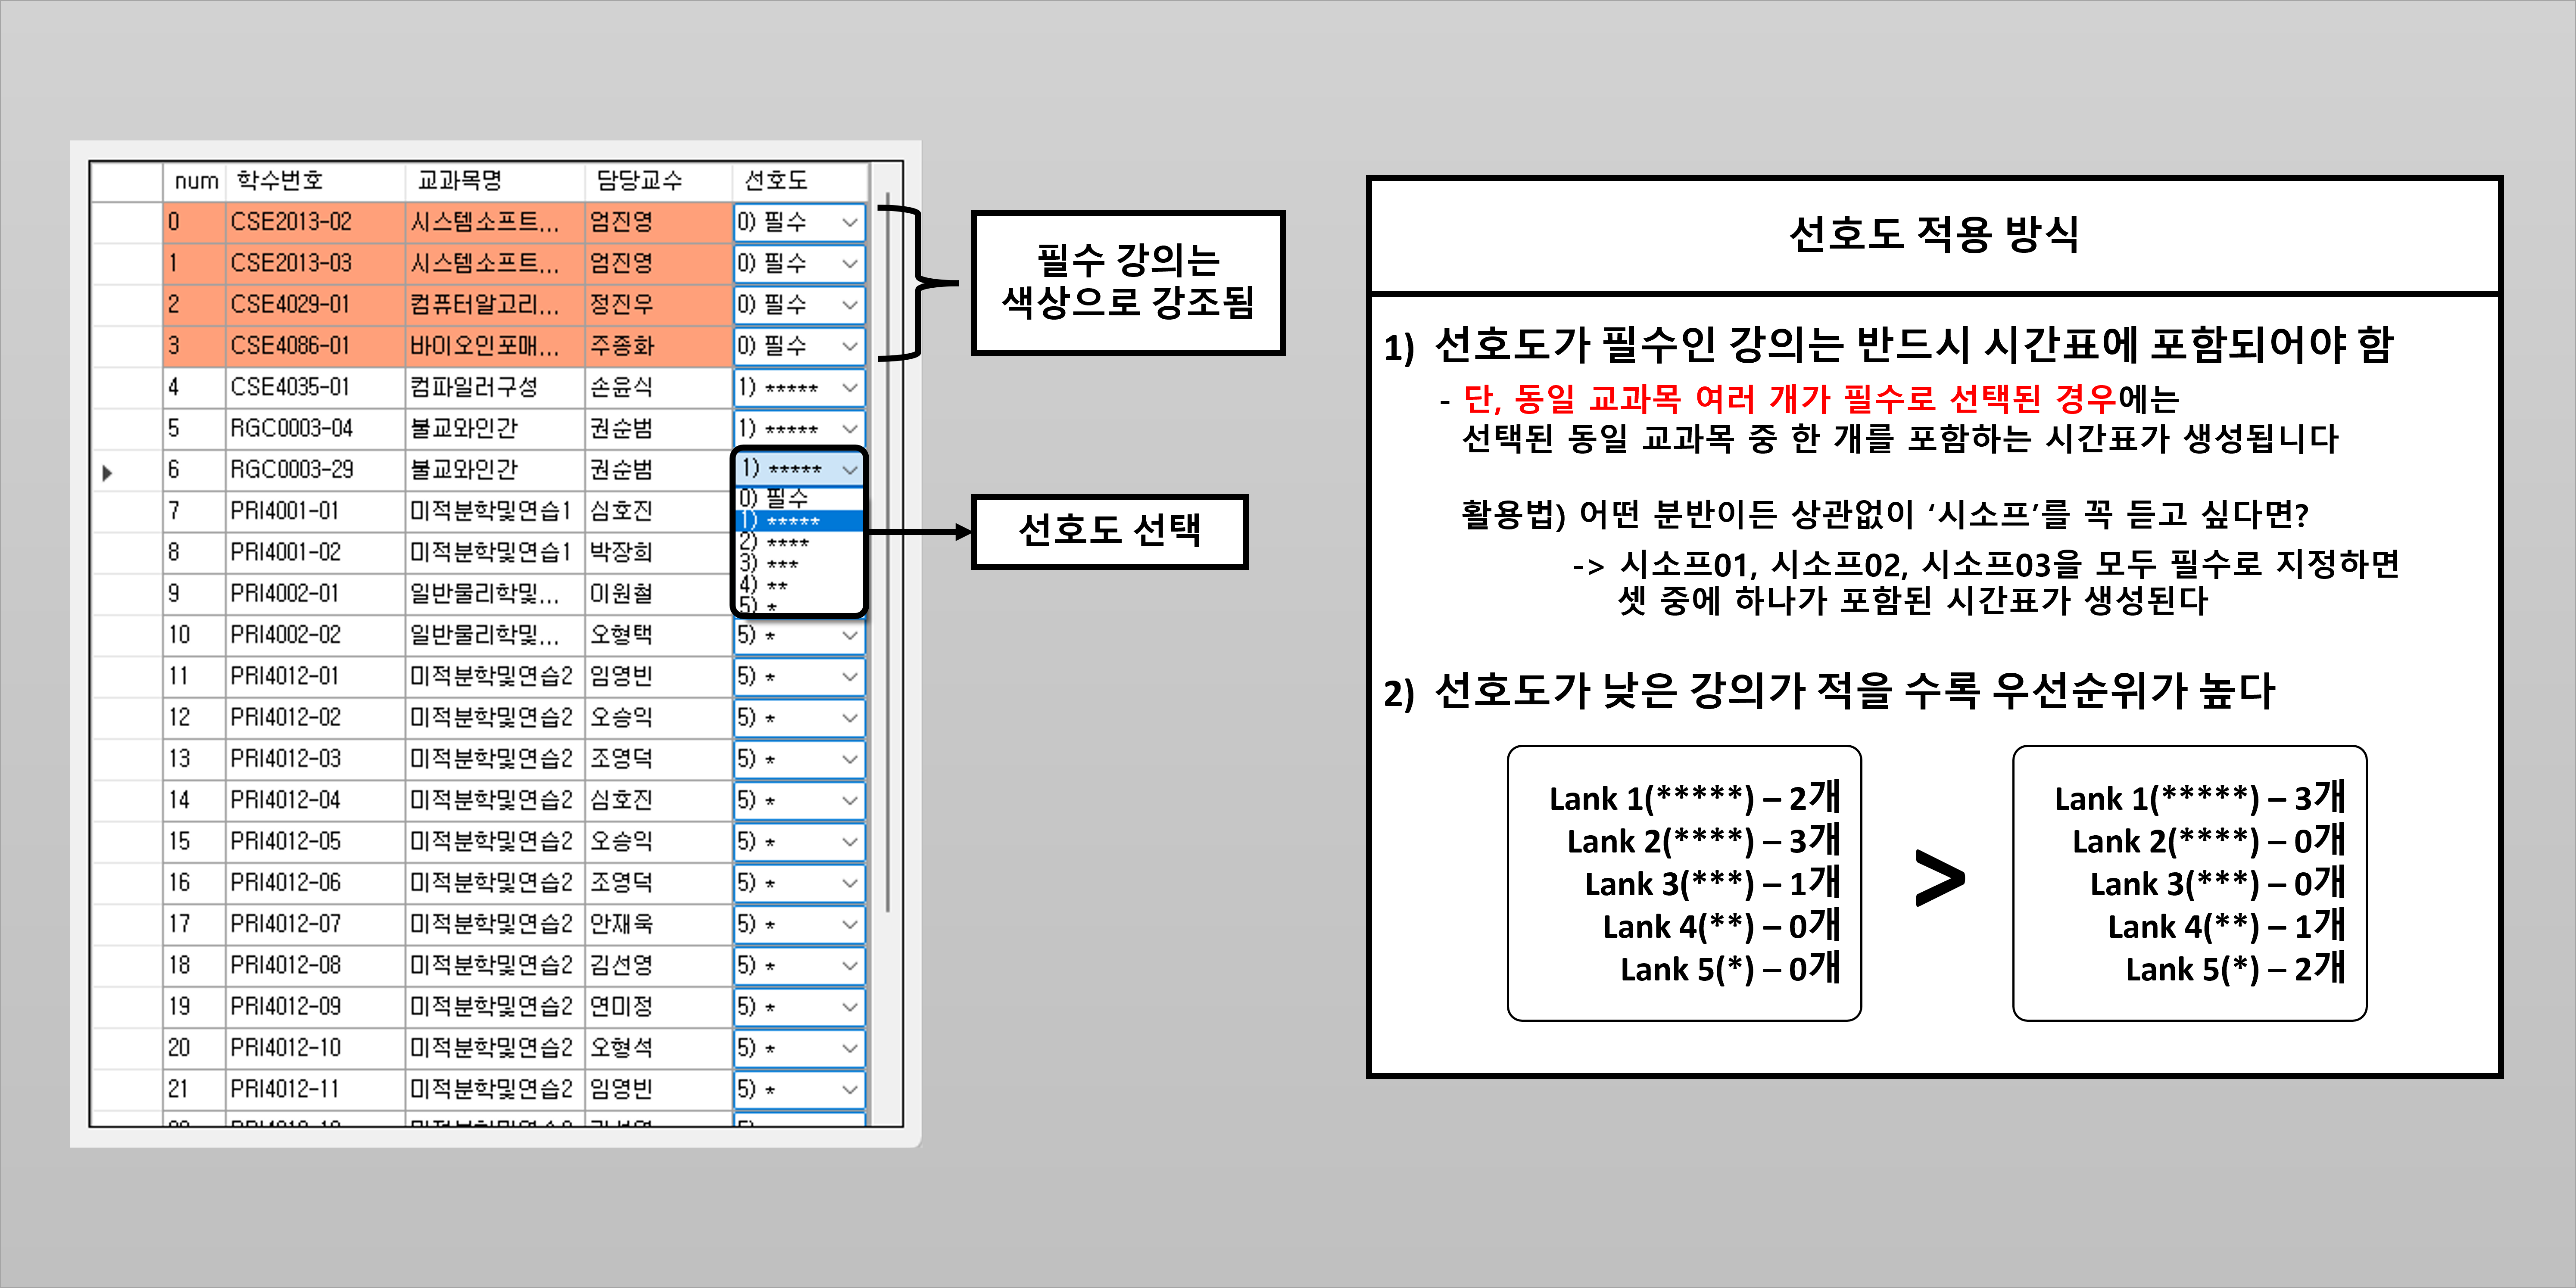 num 학수번호 교과목명 담당교수 선호도
0 CSE2013-02 시스템소프트... 엄진영 0) 필수
1 CSE2013-03 시스템소프트... 엄진영 0) 필수
2 CSE4029-01 컴퓨터알고리... 정진우 0) 필수
3 CSE4086-01 바이오인포매... 주종화 0) 필수
4 CSE4035-01 컴파일러구성 손윤식 1) *****
5 RGC0003-04 불교와인간 권순범 1) *****
6 RGC0003-29 불교와인간 권순범 1) *****
0) 필수
1) *****
2) ****
3) ***
4) **
5) *
7 PRI4001-01 미적분학및연습1 심호진
8 PRI4001-02 미적분학및연습1 박장희
9 PRI4002-01 일반물리학및... 이원철
10 PRI4002-02 일반물리학및... 오형택 5) *
11 PRI4012-01 미적분학및연습2 임영빈 5) *
12 PRI4012-02 미적분학및연습2 오승익 5) *
13 PRI4012-03 미적분학및연습2 조영덕 5) *
14 PRI4012-04 미적분학및연습2 심호진 5) *
15 PRI4012-05 미적분학및연습2 오승익 5) *
16 PRI4012-06 미적분학및연습2 조영덕 5) *
17 PRI4012-07 미적분학및연습2 안재욱 5) *
18 PRI4012-08 미적분학및연습2 김선영 5) *
19 PRI4012-09 미적분학및연습2 연미정 5) *
20 PRI4012-10 미적분학및연습2 오형석 5) *
21 PRI4012-11 미적분학및연습2 임영빈 5) *
필수 강의는
색상으로 강조됨
선호도 선택
선호도 적용 방식
1) 선호도가 필수인 강의는 반드시 시간표에 포함되어야 함
- 단, 동일 교과목 여러 개가 필수로 선택된 경우에는
선택된 동일 교과목 중 한 개를 포함하는 시간표가 생성됩니다
활용법) 어떤 분반이든 상관없이 ‘시소프’를 꼭 듣고 싶다면?
-> 시소프01, 시소프02, 시소프03을 모두 필수로 지정하면
셋 중에 하나가 포함된 시간표가 생성된다
2) 선호도가 낮은 강의가 적을 수록 우선순위가 높다
Lank 1(*****) – 2개
Lank 2(****) – 3개
Lank 3(***) – 1개
Lank 4(**) – 0개
Lank 5(*) – 0개
>
Lank 1(*****) – 3개
Lank 2(****) – 0개
Lank 3(***) – 0개
Lank 4(**) – 1개
Lank 5(*) – 2개